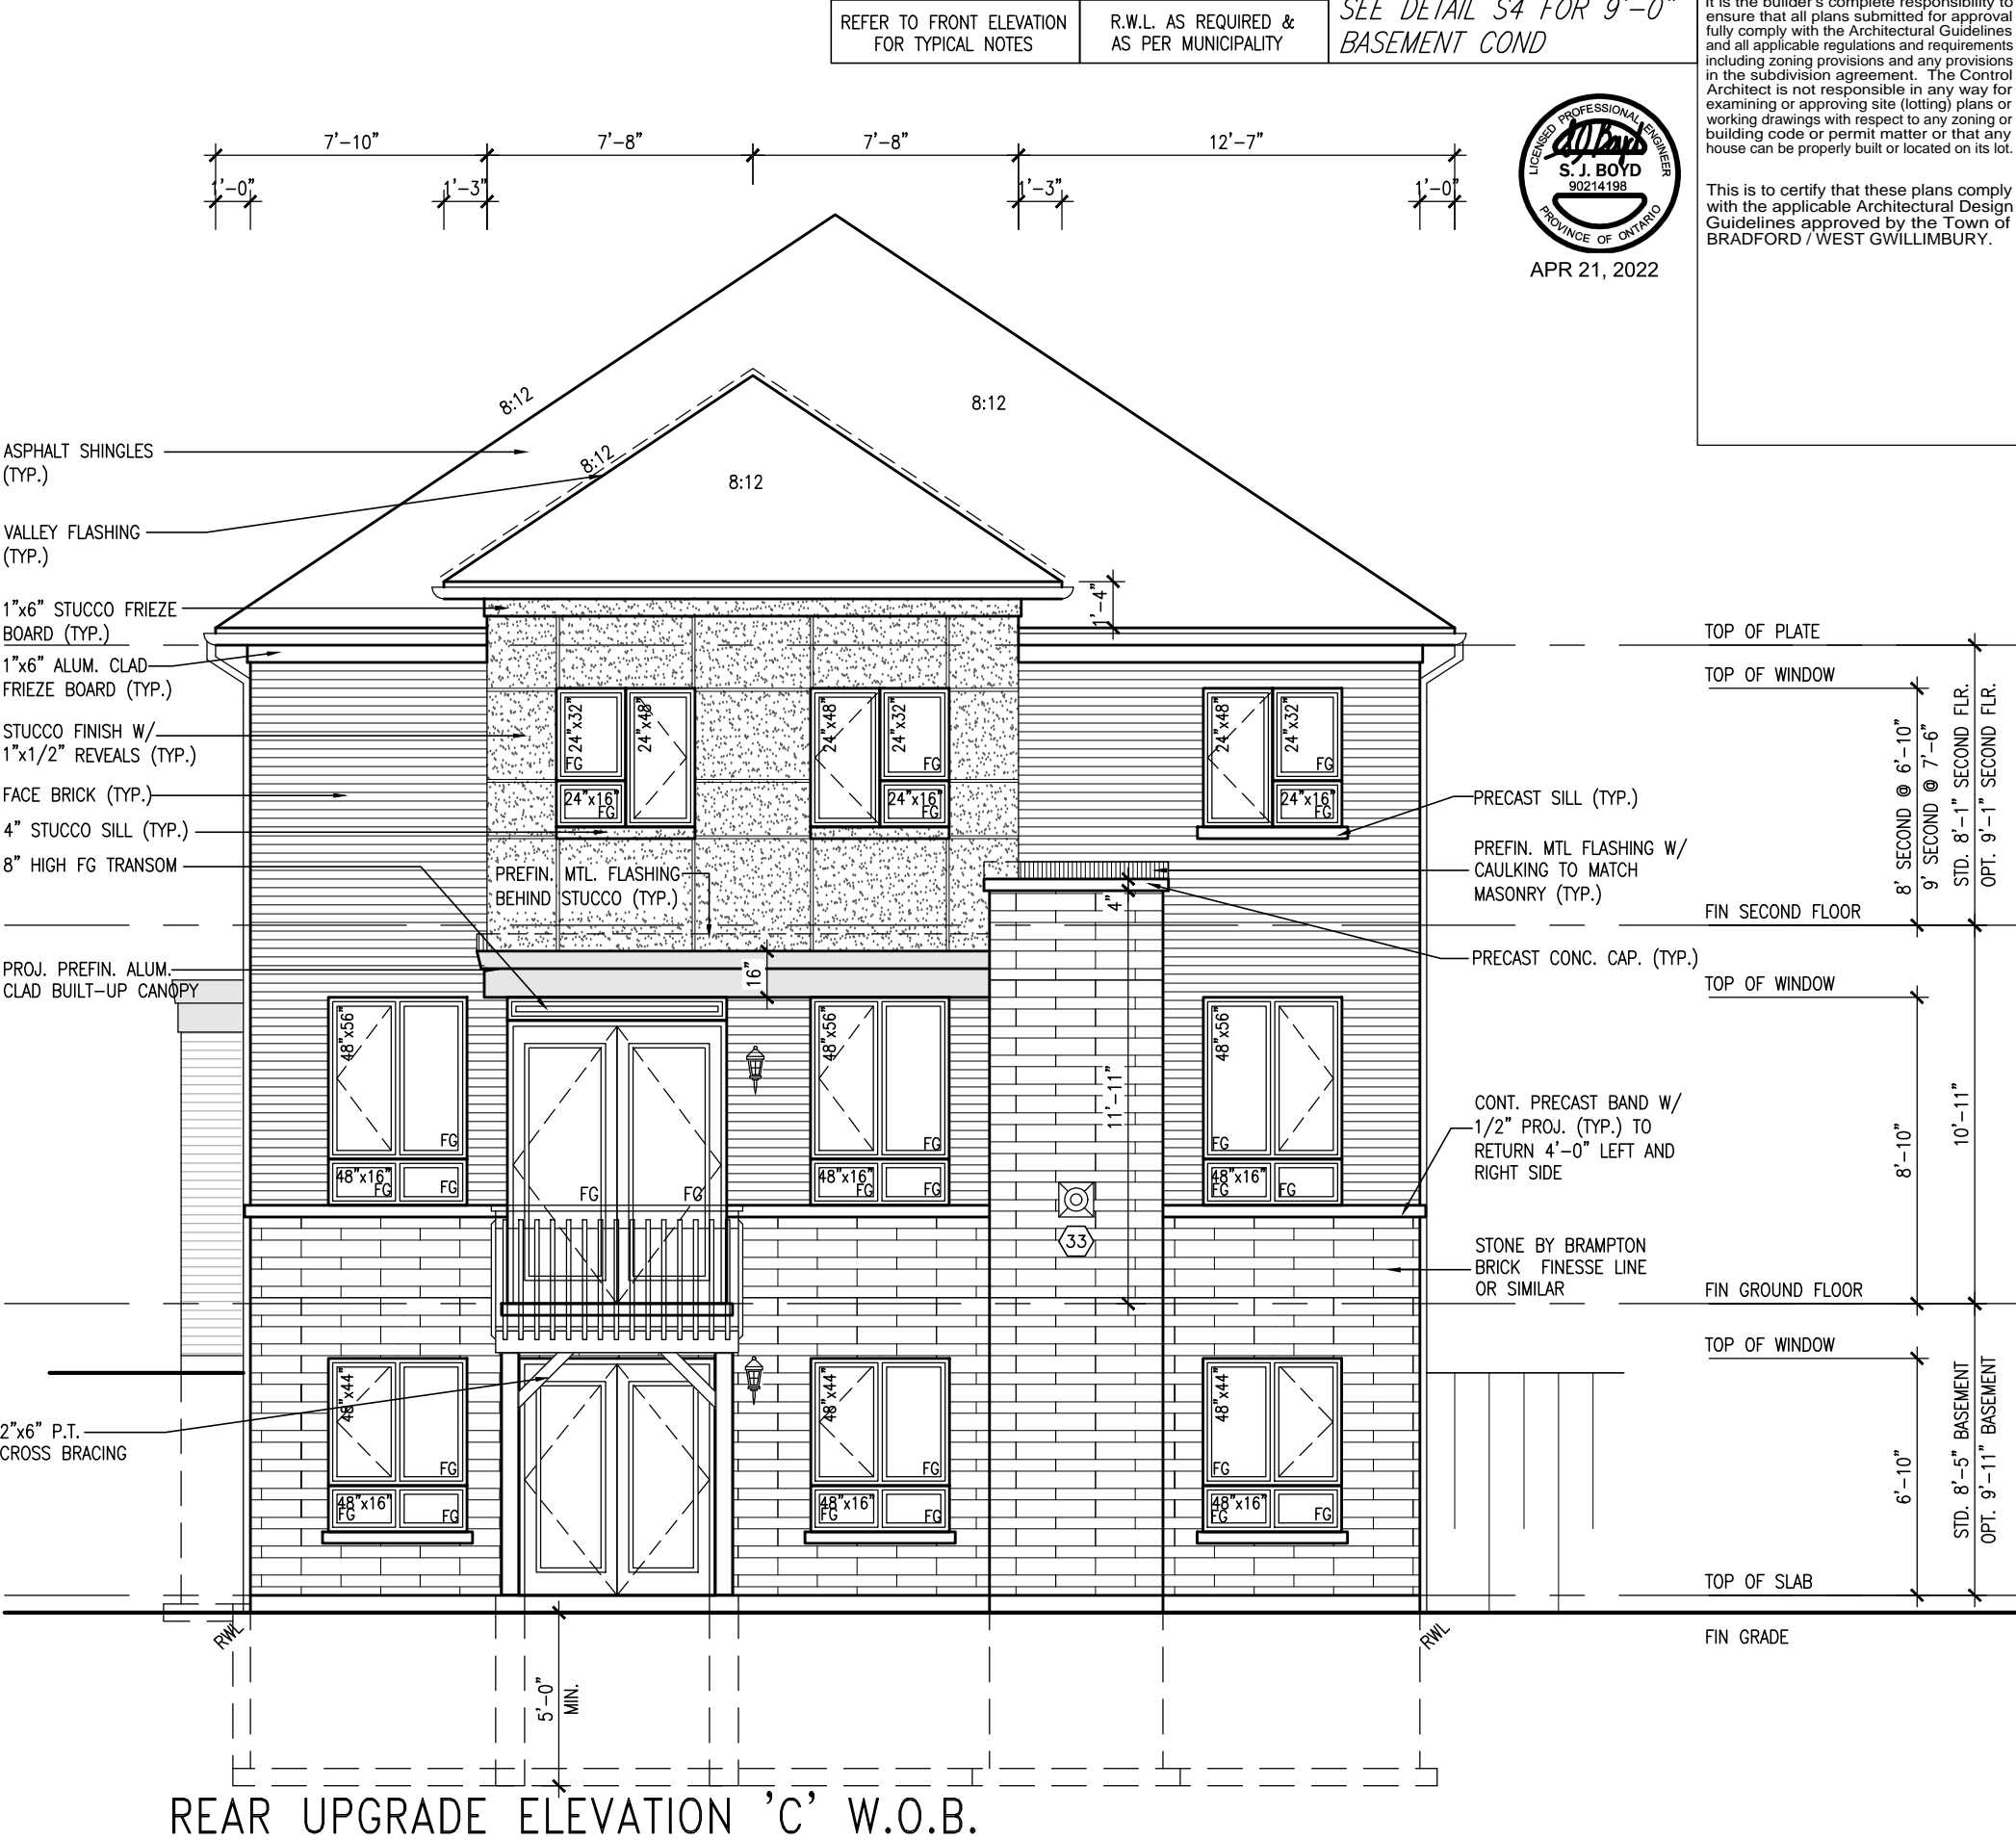 REFER TO FRONT ELEVATION
FOR TYPICAL NOTES
R.W.L. AS REQUIRED &
AS PER MUNICIPALITY
SEE DETAIL S4 FOR 9'-0"
BASEMENT COND
It is the builder's complete responsibility to
ensure that all plans submitted for approval
fully comply with the Architectural Guidelines
and all applicable regulations and requirements
including zoning provisions and any provisions
in the subdivision agreement. The Control
Architect is not responsible in any way for
examining or approving site (lotting) plans or
working drawings with respect to any zoning or
building code or permit matter or that any
house can be properly built or located on its lot.
This is to certify that these plans comply
with the applicable Architectural Design
Guidelines approved by the Town of
BRADFORD / WEST GWILLIMBURY.
LICENSED PROFESSIONAL ENGINEER
S. J. BOYD
90214198
PROVINCE OF ONTARIO
APR 21, 2022
7'-10"
7'-8"
7'-8"
12'-7"
1'-0"
1'-3"
1'-3"
1'-0"
8:12
8:12
8:12
8:12
ASPHALT SHINGLES
(TYP.)
VALLEY FLASHING
(TYP.)
1"x6" STUCCO FRIEZE
BOARD (TYP.)
1"x6" ALUM. CLAD
FRIEZE BOARD (TYP.)
STUCCO FINISH W/
1"x1/2" REVEALS (TYP.)
FACE BRICK (TYP.)
4" STUCCO SILL (TYP.)
8" HIGH FG TRANSOM
PROJ. PREFIN. ALUM.
CLAD BUILT-UP CANOPY
2"x6" P.T.
CROSS BRACING
1'-4"
24"x32"
FG
24"x48"
24"x16"
FG
24"x48"
24"x32"
FG
24"x16"
FG
24"x48"
24"x32"
FG
24"x16"
FG
PREFIN. MTL. FLASHING
BEHIND STUCCO (TYP.)
16"
4"
11'-11"
48"x56"
FG
48"x16"
FG
FG
FG
FG
48"x56"
FG
48"x16"
FG
FG
48"x56"
FG
48"x16"
FG
FG
33
48"x44"
FG
48"x16"
FG
FG
48"x44"
FG
48"x16"
FG
FG
48"x44"
FG
48"x16"
FG
FG
PRECAST SILL (TYP.)
PREFIN. MTL FLASHING W/
CAULKING TO MATCH
MASONRY (TYP.)
PRECAST CONC. CAP. (TYP.)
CONT. PRECAST BAND W/
1/2" PROJ. (TYP.) TO
RETURN 4'-0" LEFT AND
RIGHT SIDE
STONE BY BRAMPTON
BRICK FINESSE LINE
OR SIMILAR
TOP OF PLATE
TOP OF WINDOW
8' SECOND @ 6'-10"
9' SECOND @ 7'-6"
STD. 8'-1" SECOND FLR.
OPT. 9'-1" SECOND FLR.
FIN SECOND FLOOR
TOP OF WINDOW
8'-10"
10'-11"
FIN GROUND FLOOR
TOP OF WINDOW
6'-10"
STD. 8'-5" BASEMENT
OPT. 9'-11" BASEMENT
TOP OF SLAB
FIN GRADE
RWL
RWL
5'-0"
MIN.
REAR UPGRADE ELEVATION 'C' W.O.B.